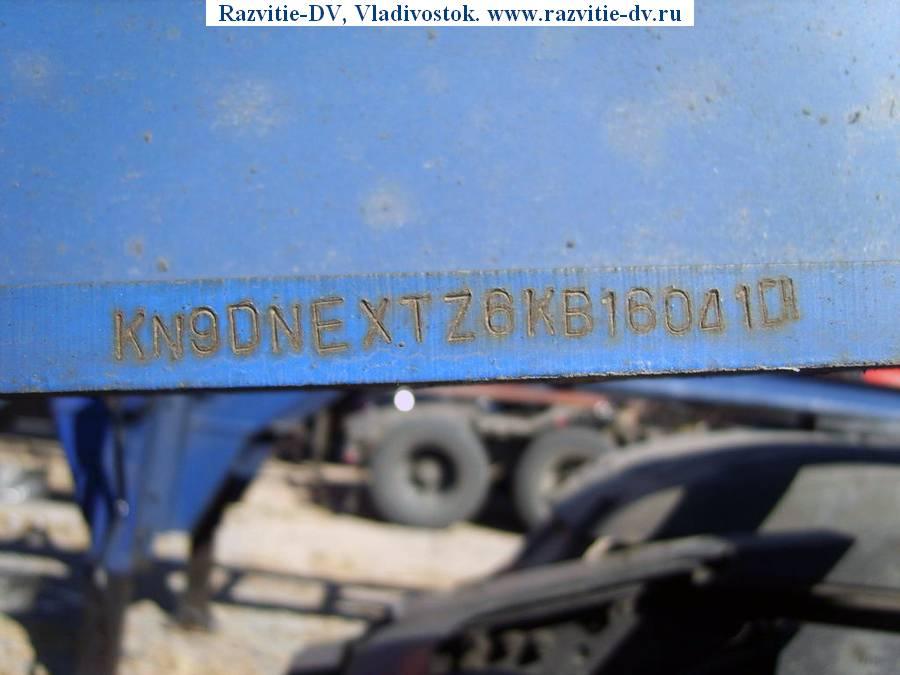 Razvitie-DV, Vladivostok. www.razvitie-dv.ru
KN9DNEXTZ6KB16041